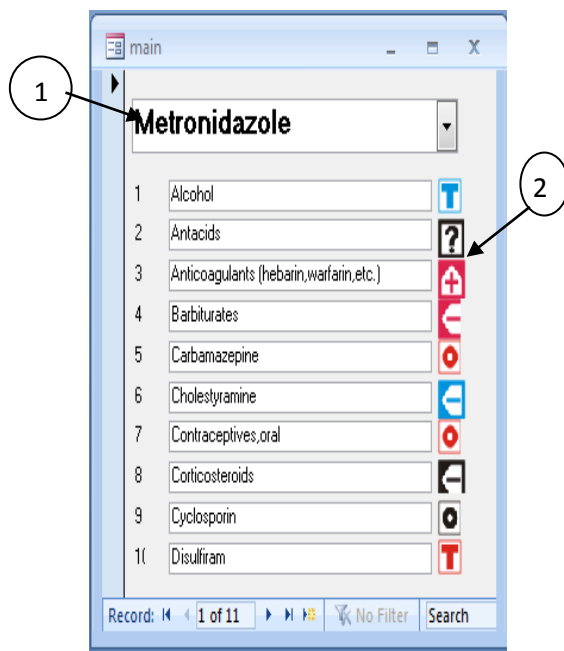 main
1
Metronidazole
2
1 Alcohol T
2 Antacids ?
3 Anticoagulants (hebarin,warfarin,etc.) +
4 Barbiturates -
5 Carbamazepine
6 Cholestyramine -
7 Contraceptives,oral
8 Corticosteroids -
9 Cyclosporin
10 Disulfiram T
Record: 1 of 11 No Filter Search